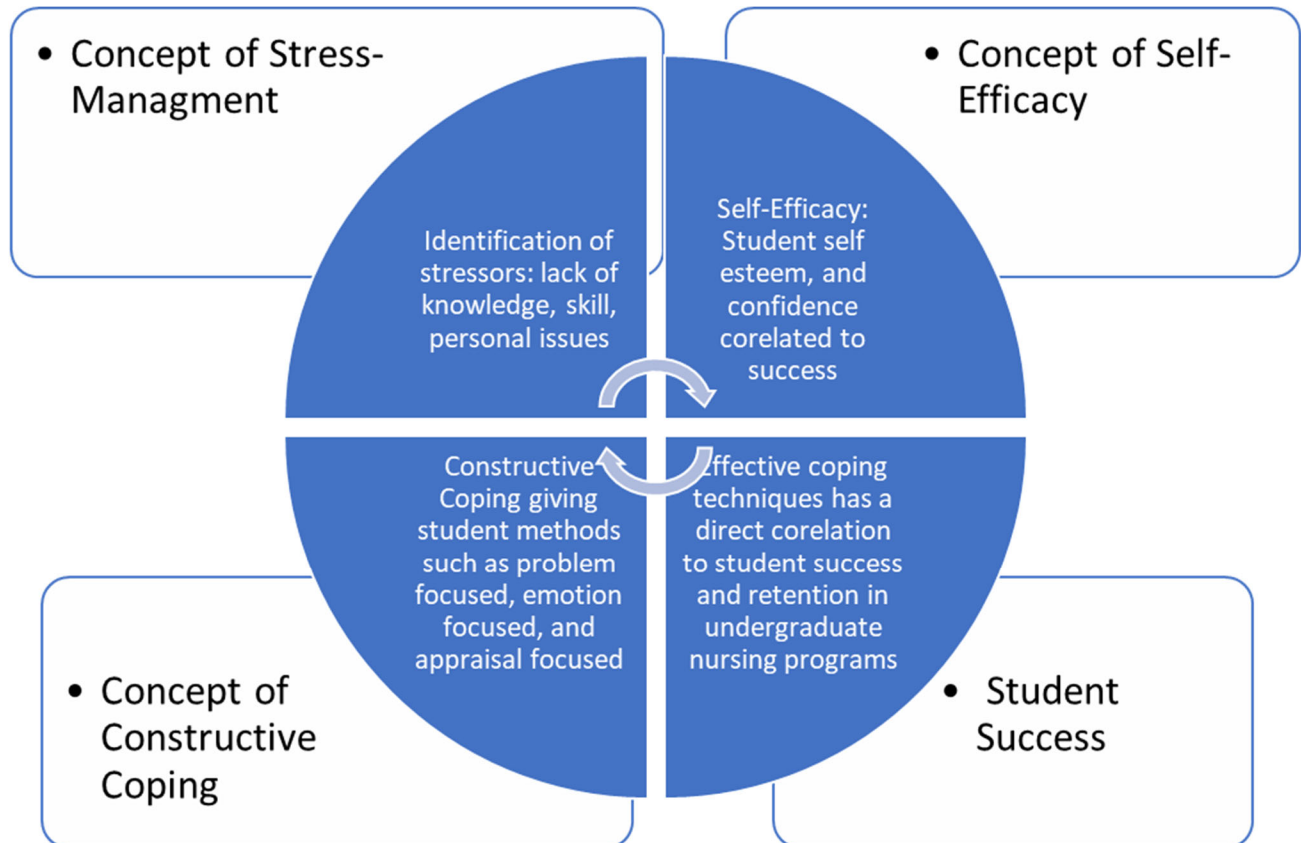 • Concept of Stress-
Managment
• Concept of Self-
Efficacy
Identification of
stressors: lack of
knowledge, skill,
personal issues
Self-Efficacy:
Student self
esteem, and
confidence
corelated to
success
Constructive
Coping giving
student methods
such as problem
focused, emotion
focused, and
appraisal focused
Effective coping
techniques has a
direct corelation
to student success
and retention in
undergraduate
nursing programs
• Concept of
Constructive
Coping
• Student
Success